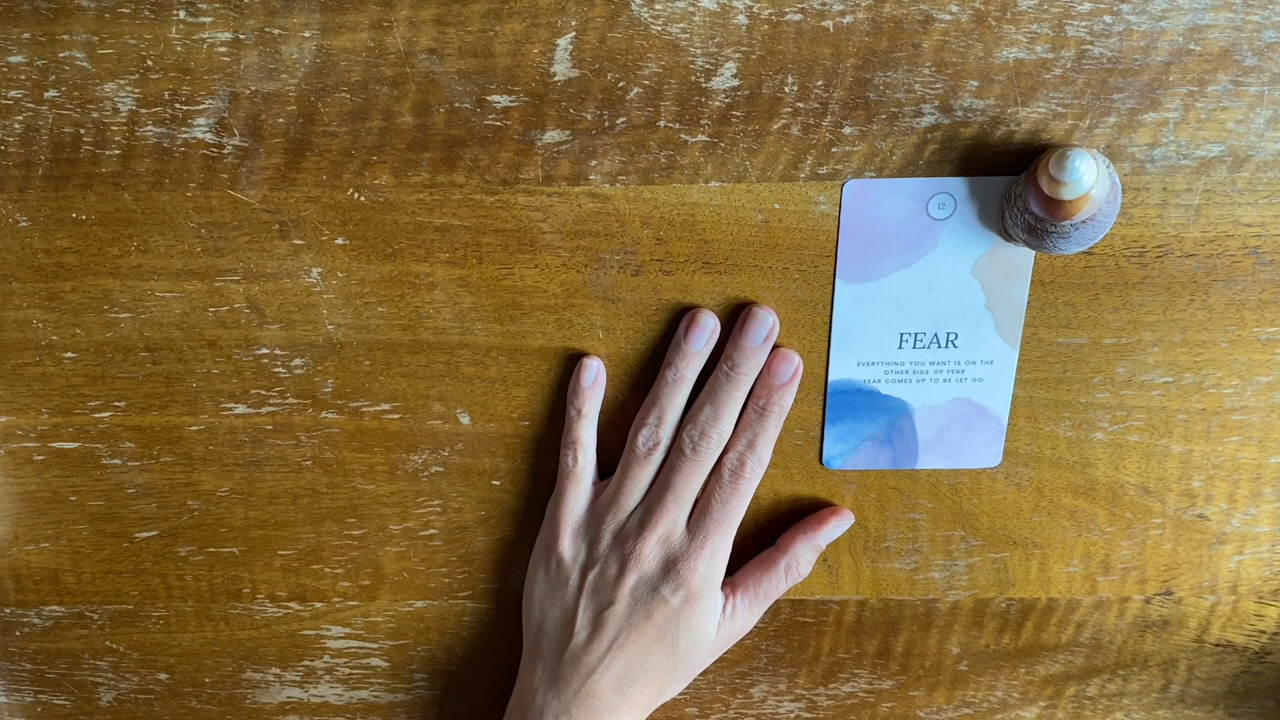 12
FEAR
EVERYTHING YOU WANT IS ON THE
OTHER SIDE OF FEAR
FEAR COMES UP TO BE LET GO